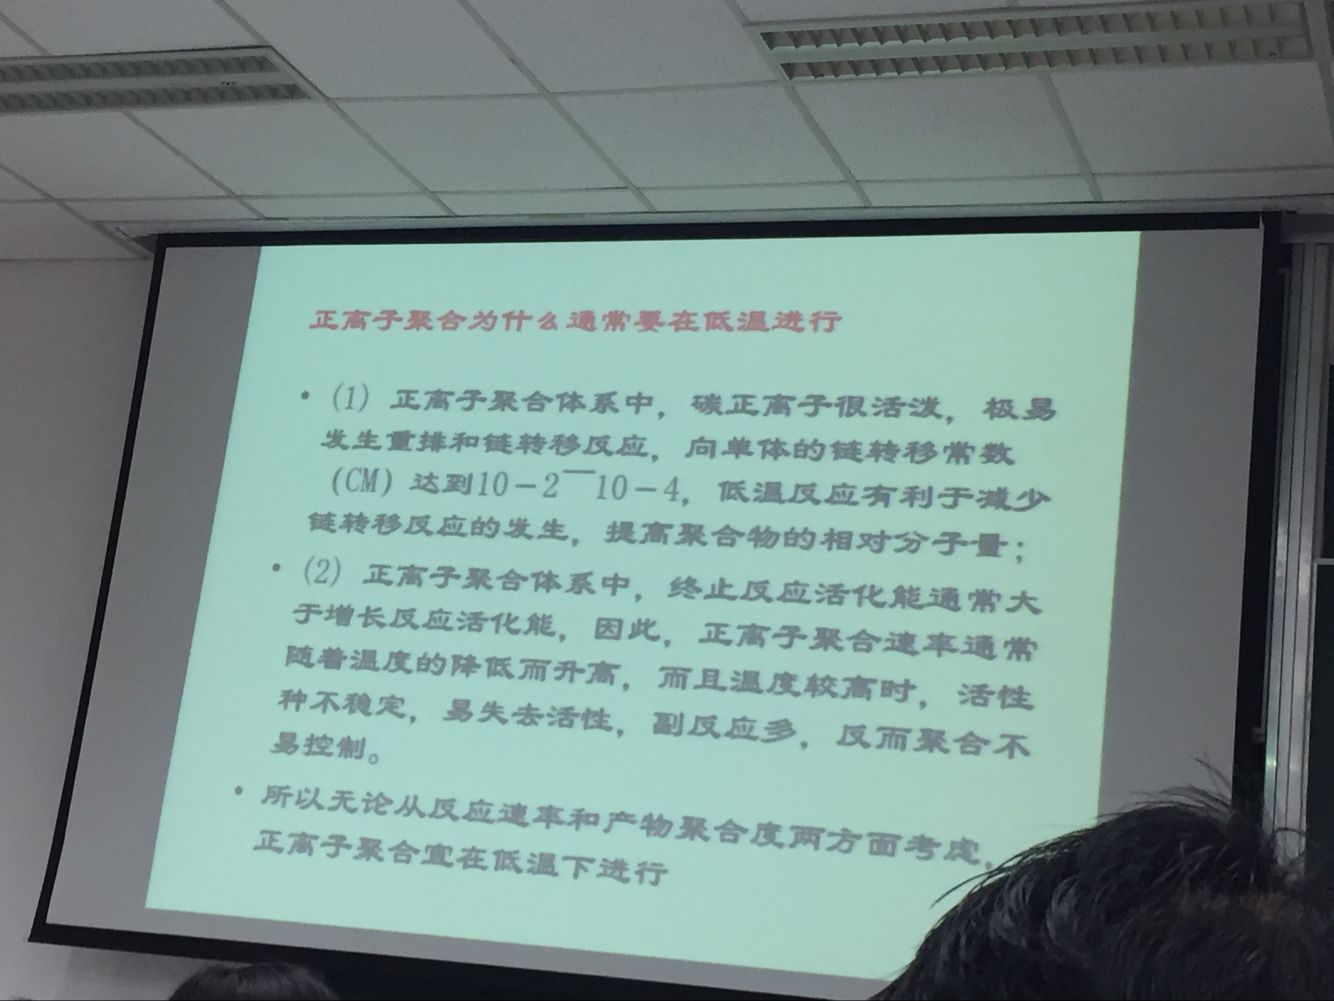 正离子聚合为什么通常要在低温进行
• (1) 正离子聚合体系中，碳正离子很活泼，极易
发生重排和链转移反应，向单体的链转移常数
(CM) 达到10－2￣10－4，低温反应有利于减少
链转移反应的发生，提高聚合物的相对分子量；
• (2) 正离子聚合体系中，终止反应活化能通常大
于增长反应活化能，因此，正离子聚合速率通常
随着温度的降低而升高，而且温度较高时，活性
种不稳定，易失去活性，副反应多，反而聚合不
易控制。
• 所以无论从反应速率和产物聚合度两方面考虑，
正离子聚合宜在低温下进行